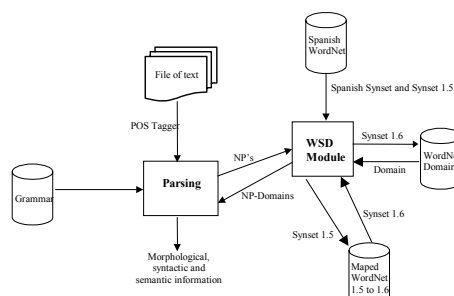 Spanish
WordNet
File of text
Spanish Synset and Synset 1.5
POS Tagger
WSD
Module
Synset 1.6
NP's
WordNet
Domain
Domain
Parsing
Grammar
NP-Domains
Synset 1.6
Synset 1.5
Morphological,
syntactic and
semantic information
Maped
WordNet
1.5 to 1.6